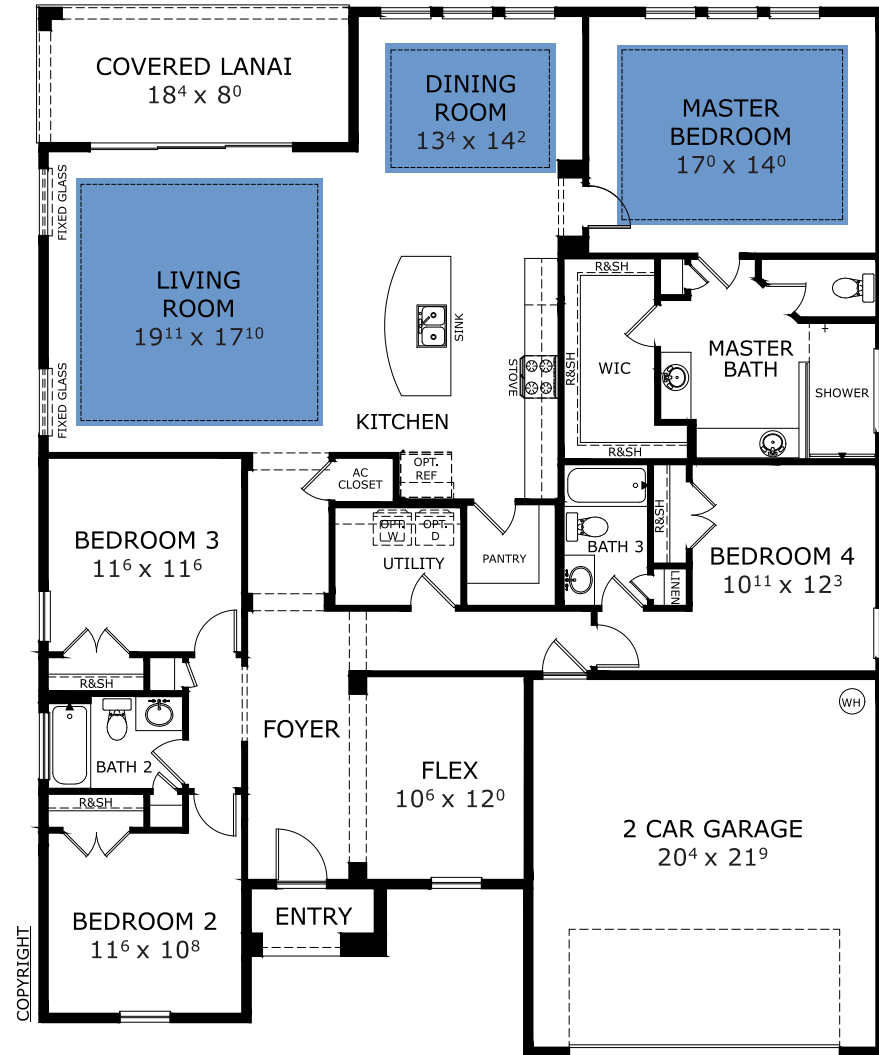 COVERED LANAI
18⁴ x 8⁰
DINING
ROOM
13⁴ x 14²
MASTER
BEDROOM
17⁰ x 14⁰
FIXED GLASS
LIVING
ROOM
19¹¹ x 17¹⁰
FIXED GLASS
SINK
STOVE
KITCHEN
R&SH
R&SH
WIC
R&SH
MASTER
BATH
SHOWER
AC
CLOSET
OPT.
REF
OPT.
W
OPT.
D
UTILITY
PANTRY
BATH 3
R&SH
LINEN
BEDROOM 4
10¹¹ x 12³
BEDROOM 3
11⁶ x 11⁶
R&SH
BATH 2
R&SH
FOYER
FLEX
10⁶ x 12⁰
WH
2 CAR GARAGE
20⁴ x 21⁹
BEDROOM 2
11⁶ x 10⁸
ENTRY
COPYRIGHT